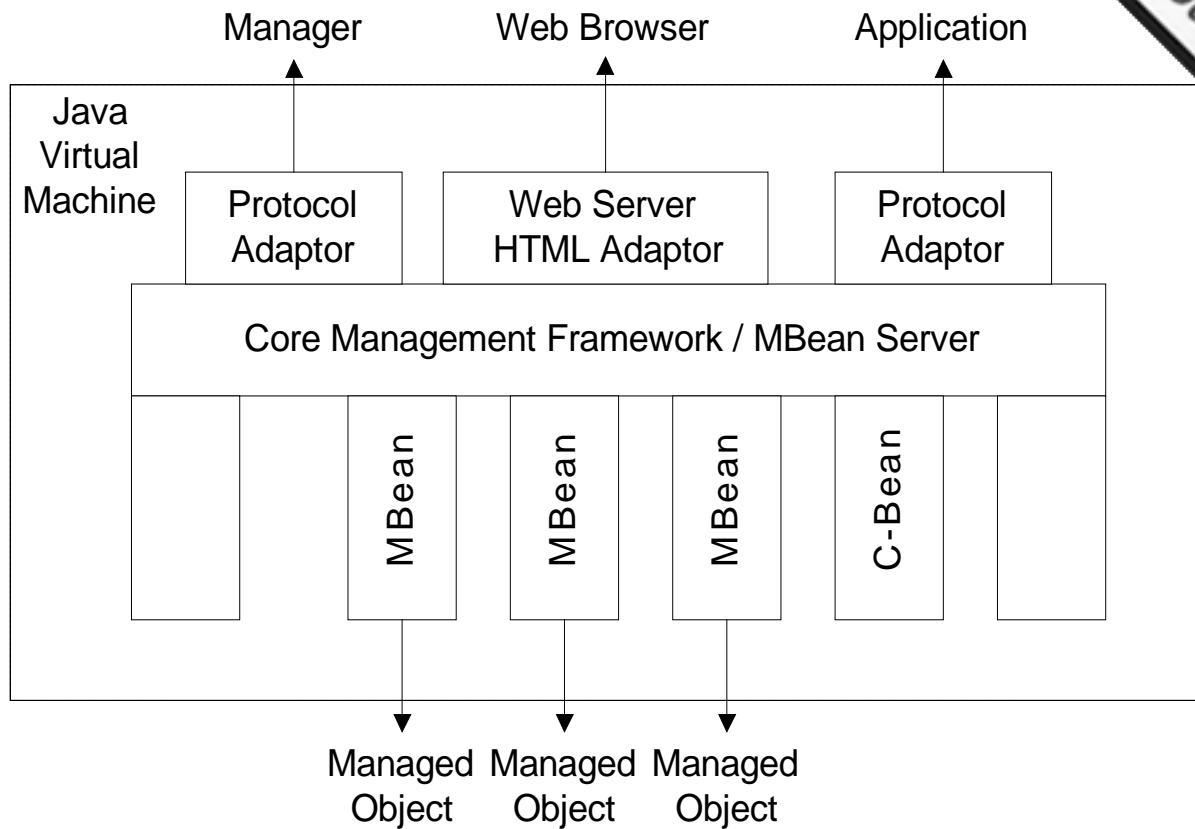 Manager
Web Browser
Application
Java
Virtual
Machine
Protocol
Adaptor
Web Server
HTML Adaptor
Protocol
Adaptor
Core Management Framework / MBean Server
MBean
MBean
MBean
C-Bean
Managed
Object
Managed
Object
Managed
Object